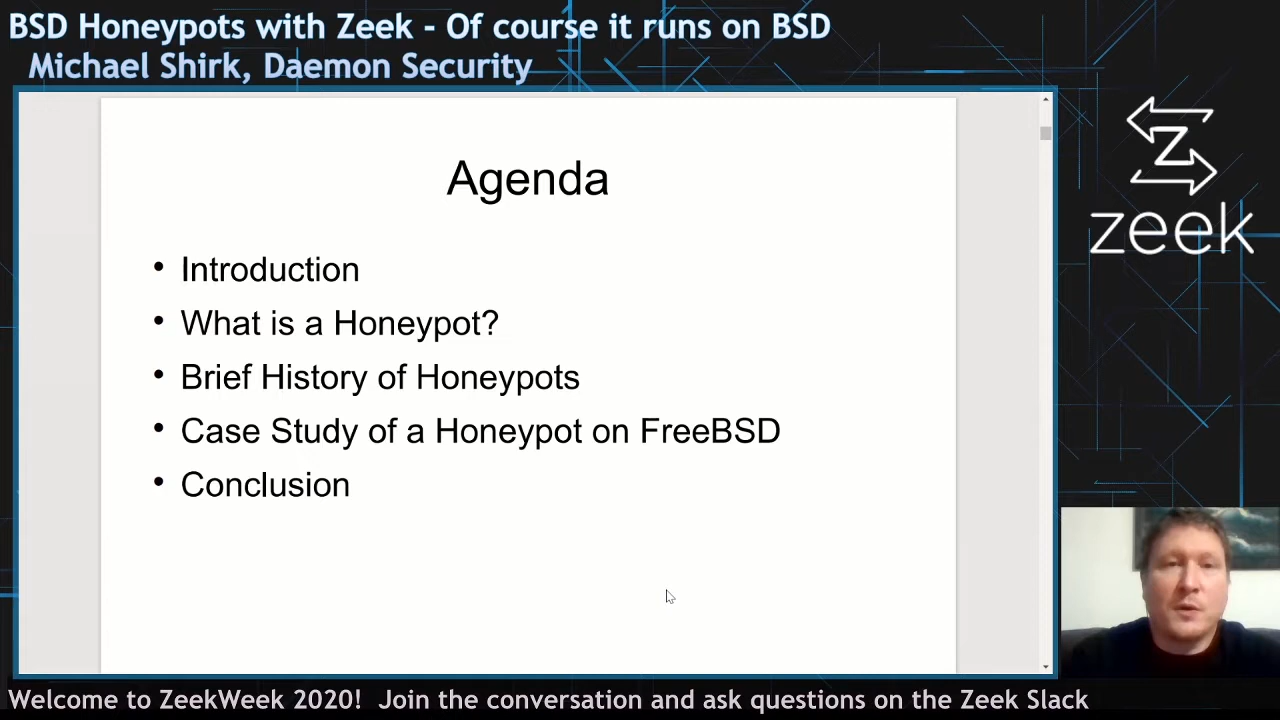 BSD Honeypots with Zeek - Of course it runs on BSD
Michael Shirk, Daemon Security
Agenda
• Introduction
• What is a Honeypot?
• Brief History of Honeypots
• Case Study of a Honeypot on FreeBSD
• Conclusion
Z
zeek
Welcome to ZeekWeek 2020! Join the conversation and ask questions on the Zeek Slack